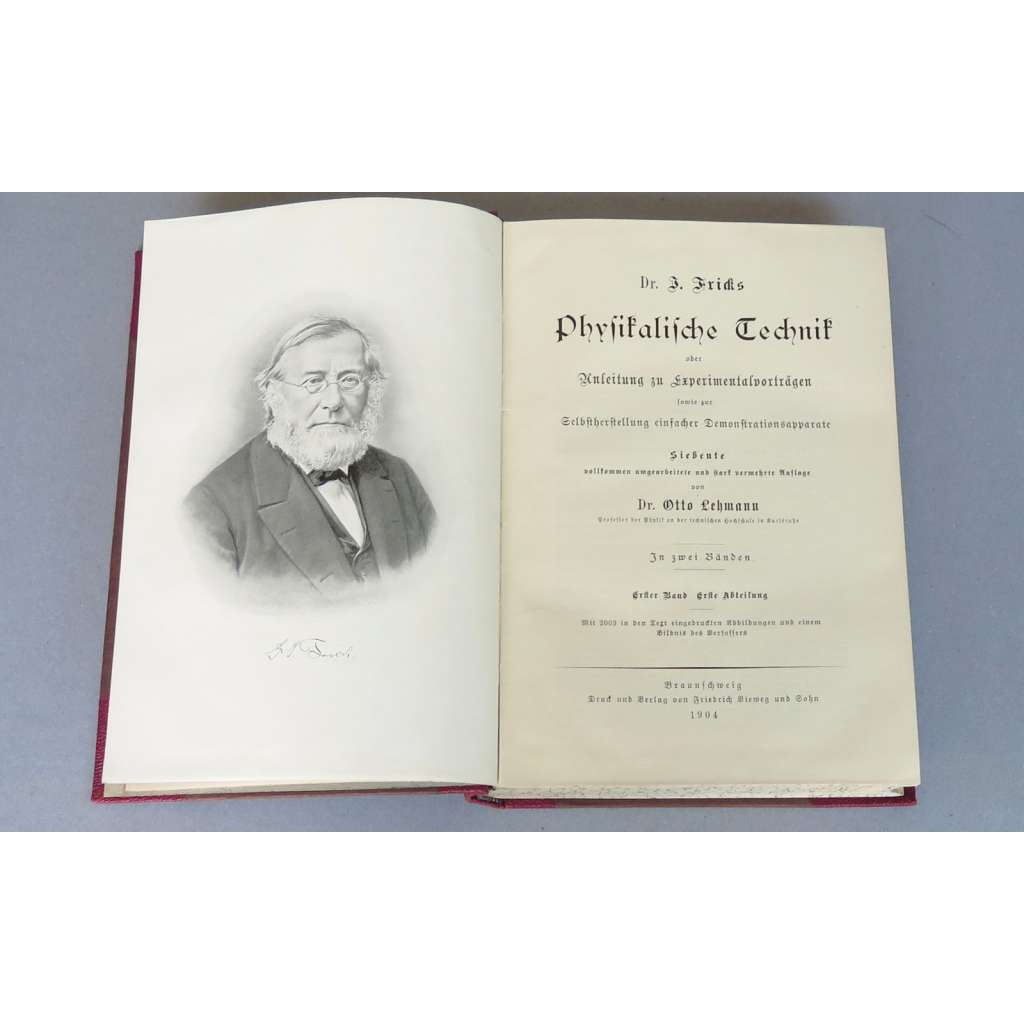 J. Frick.
Dr. J. Fricks
Physikalische Technik
oder
Anleitung zu Experimentalvorträgen
sowie zur
Selbstherstellung einfacher Demonstrationsapparate
Siebente
vollkommen umgearbeitete und stark vermehrte Auflage
von
Dr. Otto Lehmann
Professor der Physik an der technischen Hochschule in Karlsruhe
In zwei Bänden.
Erster Band Erste Abteilung
Mit 2003 in den Text eingedruckten Abbildungen und einem
Bildnis des Verfassers
Braunschweig
Druck und Verlag von Friedrich Vieweg und Sohn
1904